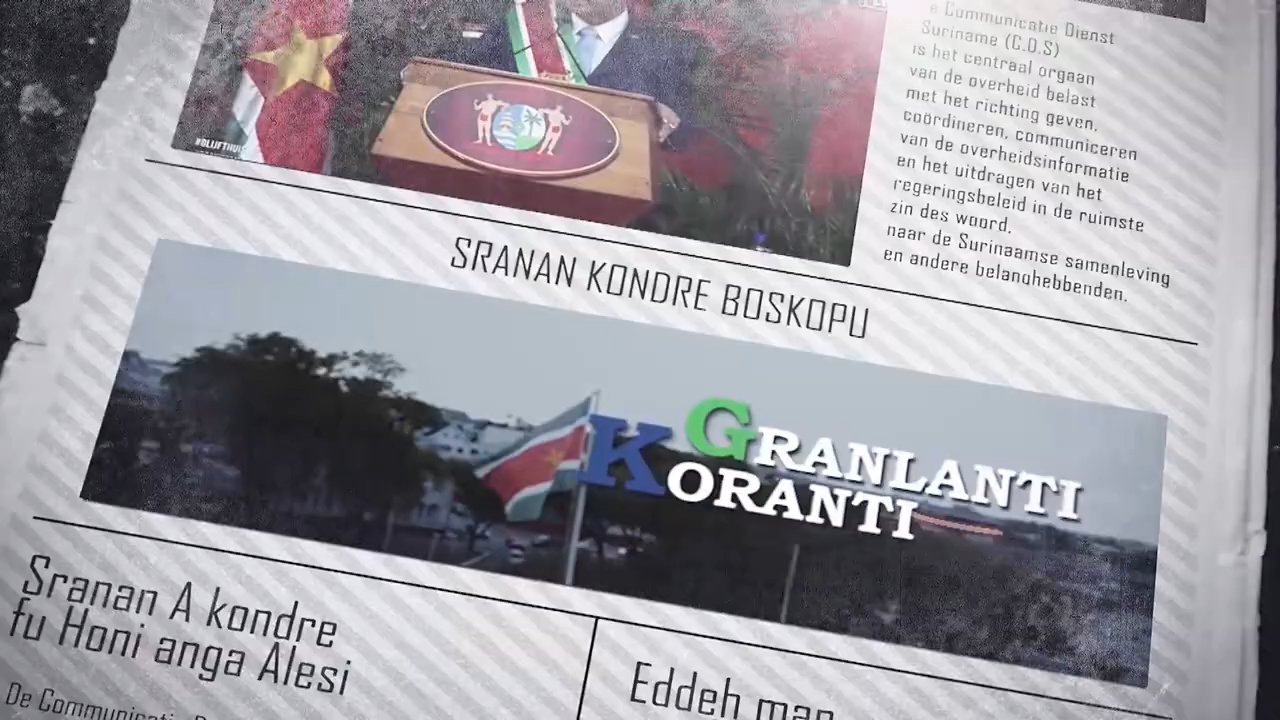 e Communicatie Dienst
Suriname (C.D.S)
is het centraal orgaan
van de overheid belast
met het richting geven,
coördineren, communiceren
van de overheidsinformatie
en het uitdragen van het
regeringsbeleid in de ruimste
zin des woord,
naar de Surinaamse samenleving
en andere belanghebbenden.
SRANAN KONDRE BOSKOPU
GRANLANTI
KORANTI
Sranan A kondre
fu Honi anga Alesi
De
Eddeh man